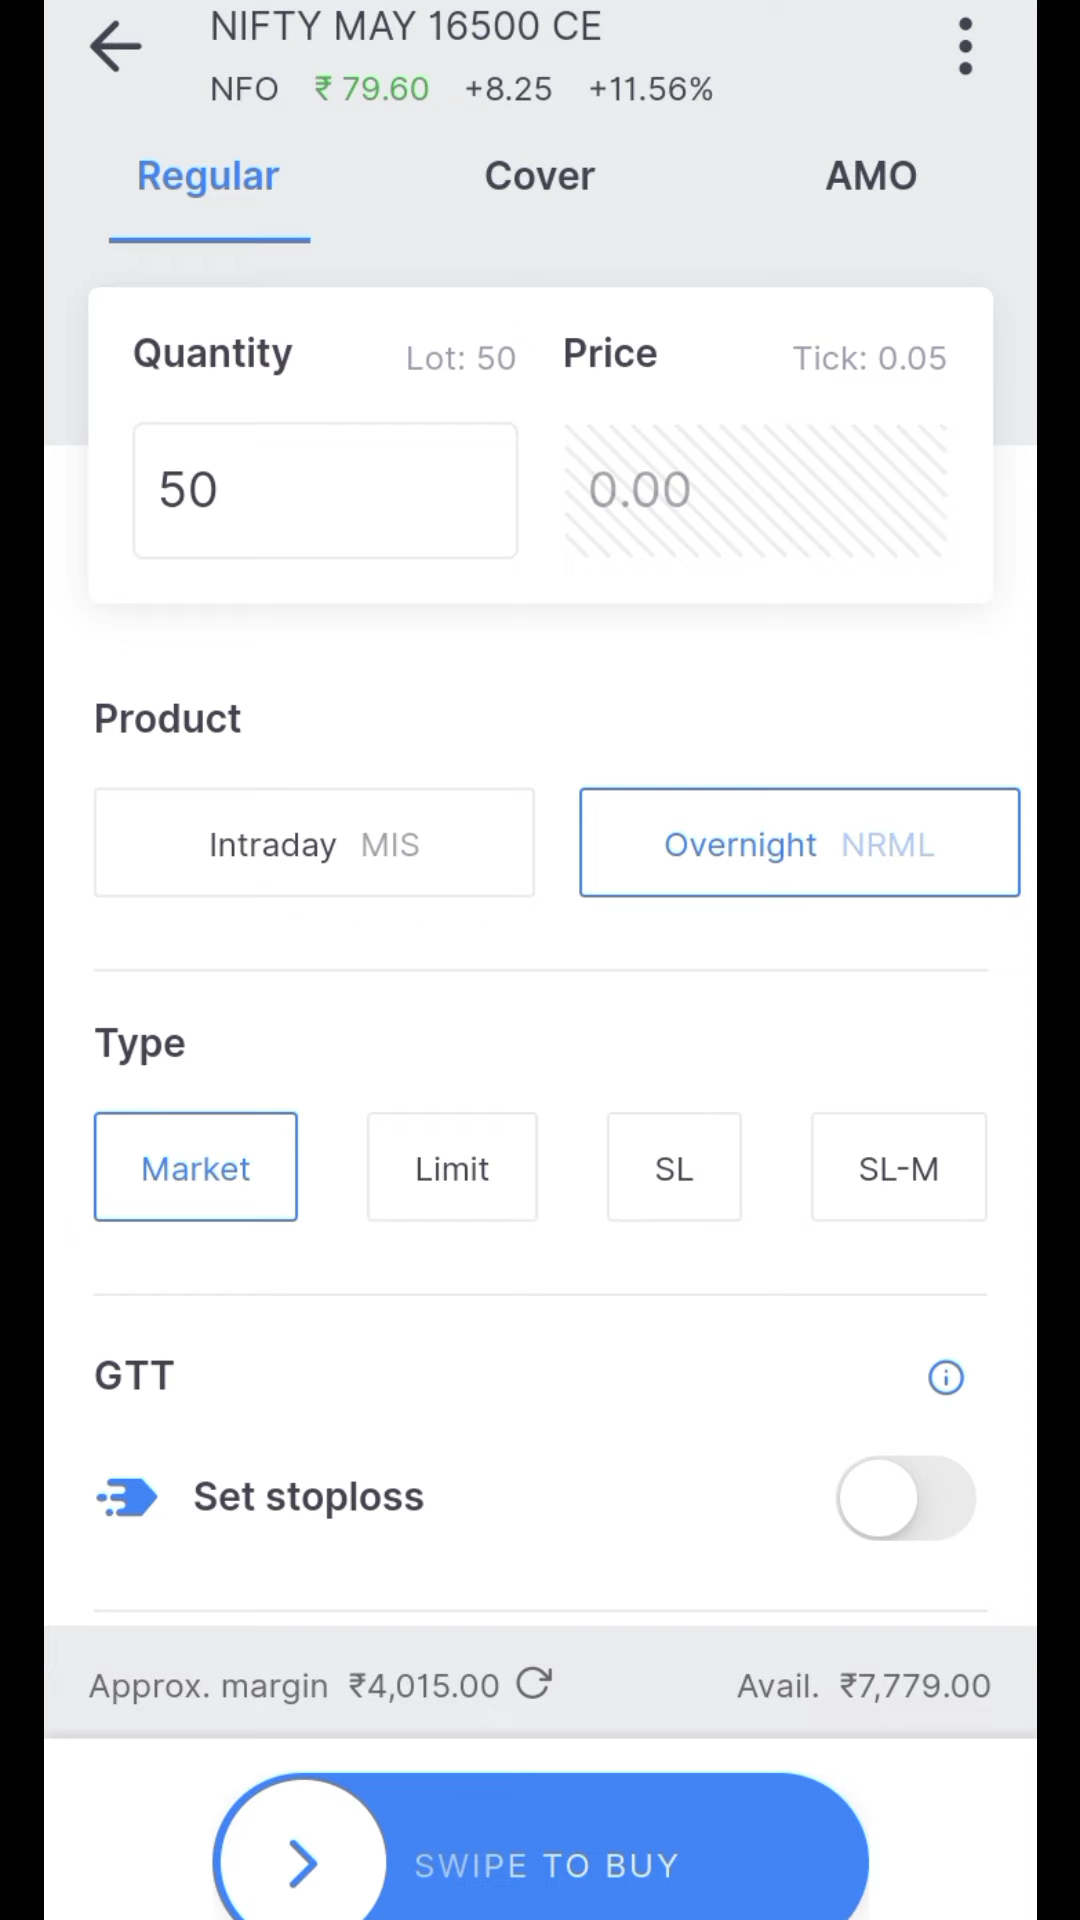 NIFTY MAY 16500 CE
NFO ₹ 79.60 +8.25 +11.56%
Regular Cover AMO
Quantity Lot: 50 Price Tick: 0.05
50 0.00
Product
Intraday MIS Overnight NRML
Type
Market Limit SL SL-M
GTT
Set stoploss
Approx. margin ₹4,015.00 Avail. ₹7,779.00
SWIPE TO BUY